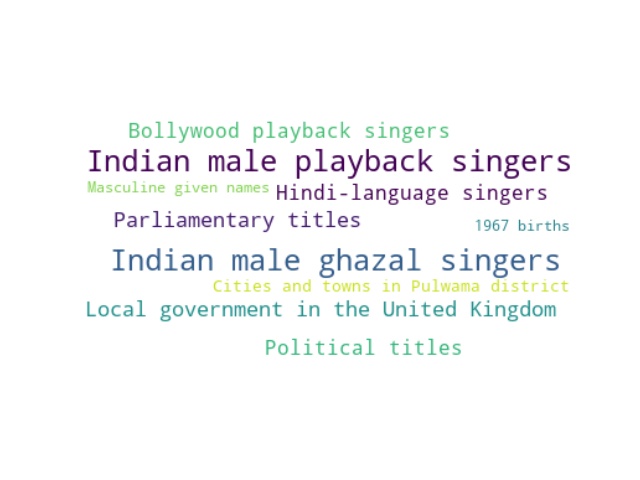 Bollywood playback singers
Indian male playback singers
Masculine given names
Hindi-language singers
Parliamentary titles
1967 births
Indian male ghazal singers
Cities and towns in Pulwama district
Local government in the United Kingdom
Political titles